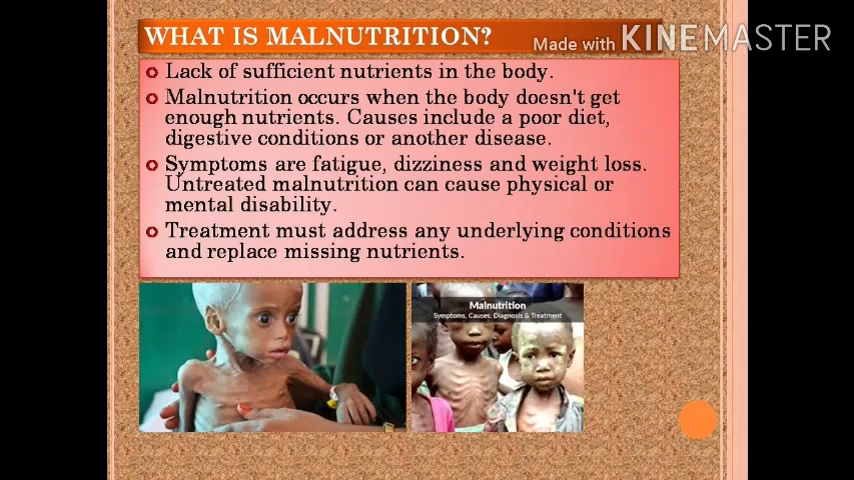 WHAT IS MALNUTRITION?
Made with KINEMASTER
Lack of sufficient nutrients in the body.
Malnutrition occurs when the body doesn't get
enough nutrients. Causes include a poor diet,
digestive conditions or another disease.
Symptoms are fatigue, dizziness and weight loss.
Untreated malnutrition can cause physical or
mental disability.
Treatment must address any underlying conditions
and replace missing nutrients.
Malnutrition
Symptoms, Causes, Diagnosis & Treatment